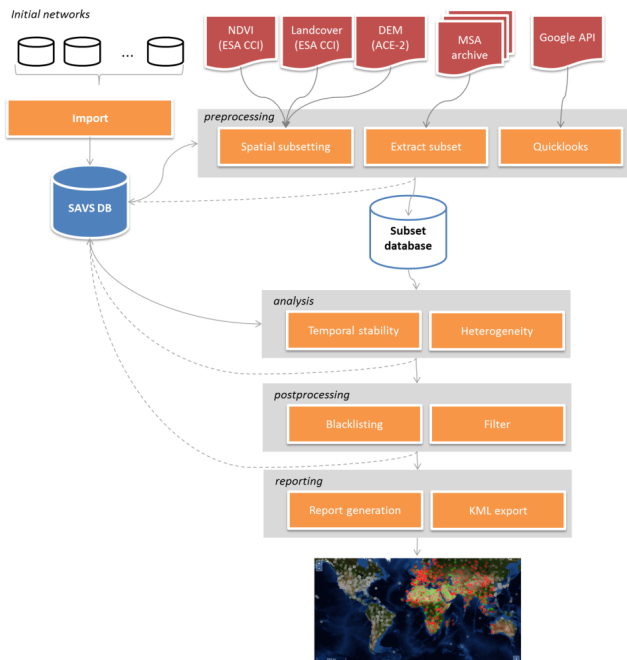 Initial networks
...
NDVI
(ESA CCI)
Landcover
(ESA CCI)
DEM
(ACE-2)
MSA
archive
Google API
Import
preprocessing
Spatial subsetting
Extract subset
Quicklooks
SAVS DB
Subset
database
analysis
Temporal stability
Heterogeneity
postprocessing
Blacklisting
Filter
reporting
Report generation
KML export